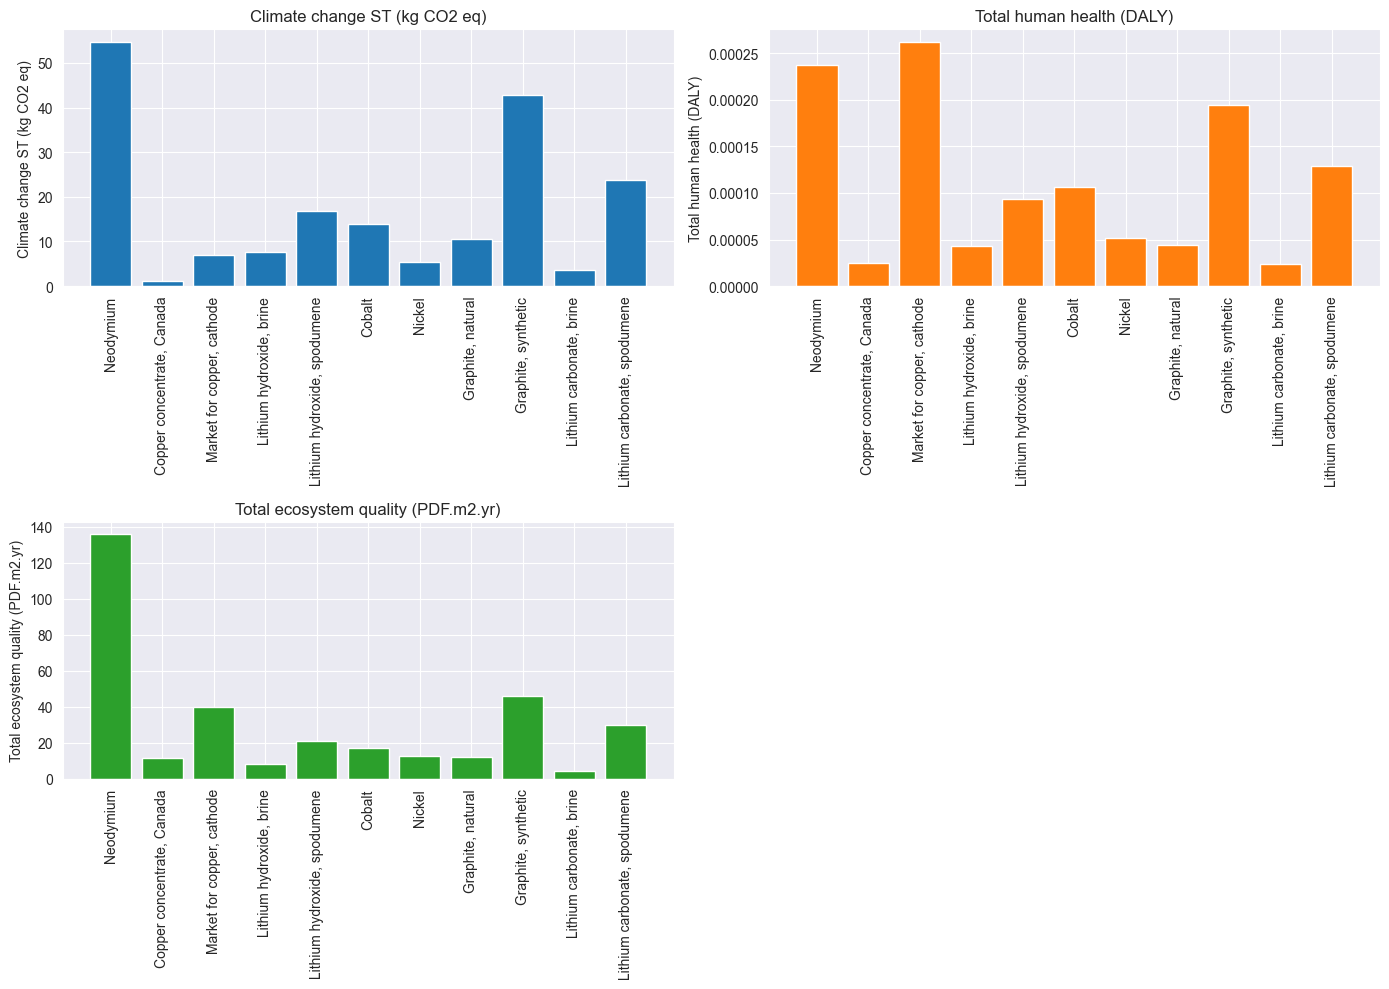 Climate change ST (kg CO2 eq)
Climate change ST (kg CO2 eq)
50
40
30
20
10
0
Neodymium
Copper concentrate, Canada
Market for copper, cathode
Lithium hydroxide, brine
Lithium hydroxide, spodumene
Cobalt
Nickel
Graphite, natural
Graphite, synthetic
Lithium carbonate, brine
Lithium carbonate, spodumene
Total human health (DALY)
Total human health (DALY)
0.00025
0.00020
0.00015
0.00010
0.00005
0.00000
Neodymium
Copper concentrate, Canada
Market for copper, cathode
Lithium hydroxide, brine
Lithium hydroxide, spodumene
Cobalt
Nickel
Graphite, natural
Graphite, synthetic
Lithium carbonate, brine
Lithium carbonate, spodumene
Total ecosystem quality (PDF.m2.yr)
Total ecosystem quality (PDF.m2.yr)
140
120
100
80
60
40
20
0
Neodymium
Copper concentrate, Canada
Market for copper, cathode
Lithium hydroxide, brine
Lithium hydroxide, spodumene
Cobalt
Nickel
Graphite, natural
Graphite, synthetic
Lithium carbonate, brine
Lithium carbonate, spodumene